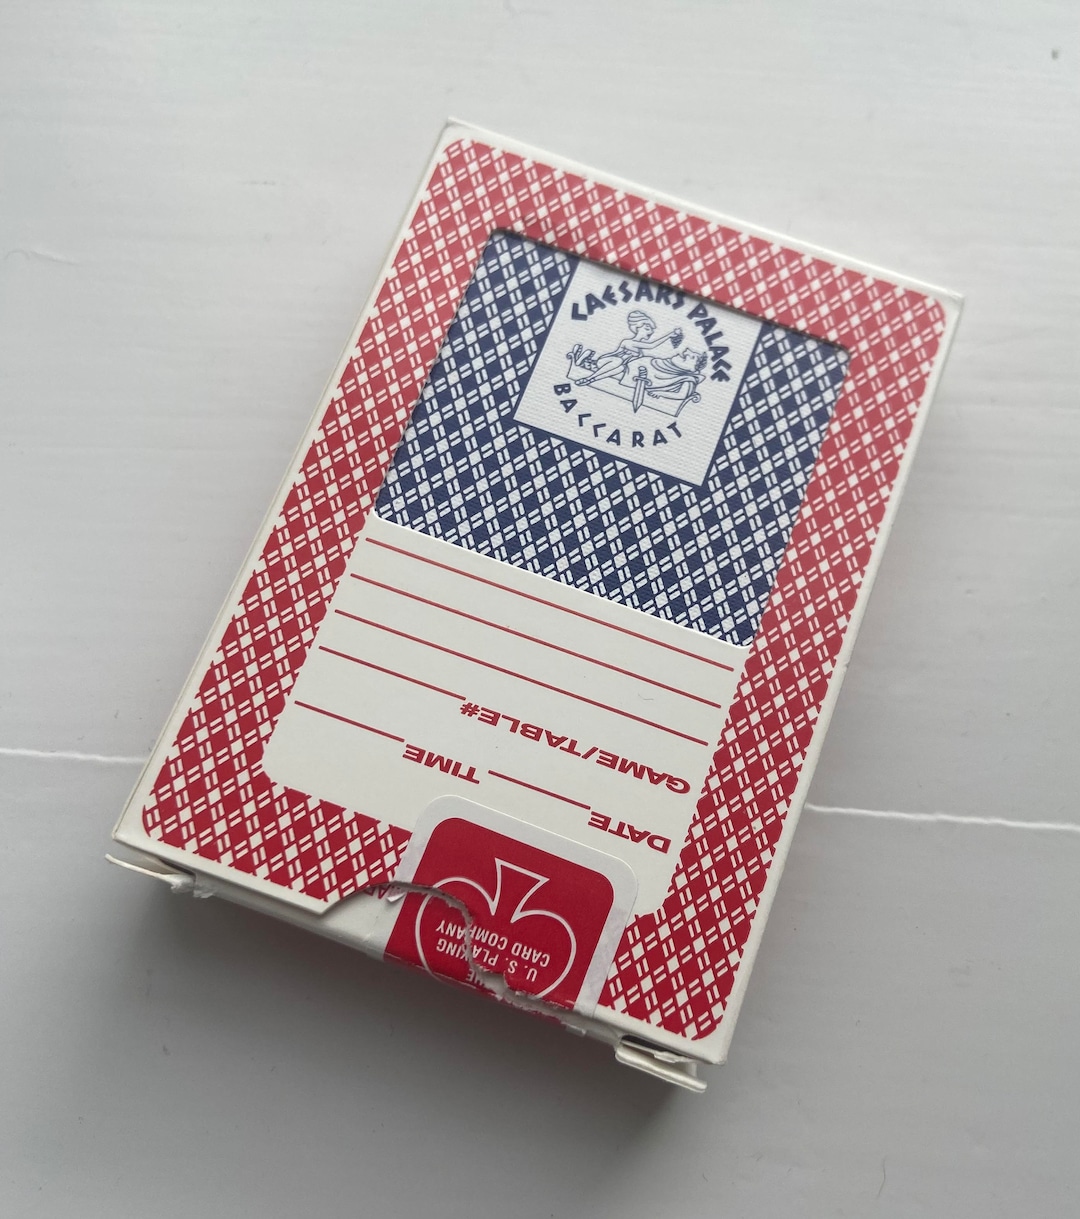 CAESARS PALACE
BACCARAT
DATE
TIME
GAME/TABLE#
U. S. PLAYING
CARD COMPANY